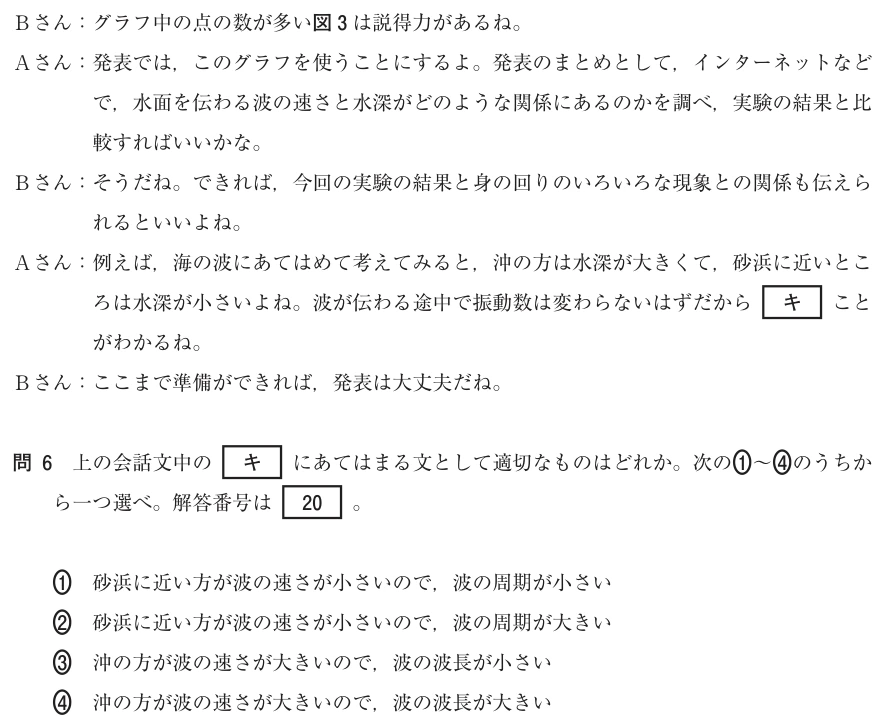 Ｂさん：グラフ中の点の数が多い図３は説得力があるね。
Ａさん：発表では，このグラフを使うことにするよ。発表のまとめとして，インターネットなど
で，水面を伝わる波の速さと水深がどのような関係にあるのかを調べ，実験の結果と比
較すればいいかな。
Ｂさん：そうだね。できれば，今回の実験の結果と身の回りのいろいろな現象との関係も伝えら
れるといいよね。
Ａさん：例えば，海の波にあてはめて考えてみると，沖の方は水深が大きくて，砂浜に近いとこ
ろは水深が小さいよね。波が伝わる途中で振動数は変わらないはずだから キ こと
がわかるね。
Ｂさん：ここまで準備ができれば，発表は大丈夫だね。
問 6 上の会話文中の キ にあてはまる文として適切なものはどれか。次の①～④のうちか
ら一つ選べ。解答番号は 20 。
① 砂浜に近い方が波の速さが小さいので，波の周期が小さい
② 砂浜に近い方が波の速さが小さいので，波の周期が大きい
③ 沖の方が波の速さが大きいので，波の波長が小さい
④ 沖の方が波の速さが大きいので，波の波長が大きい